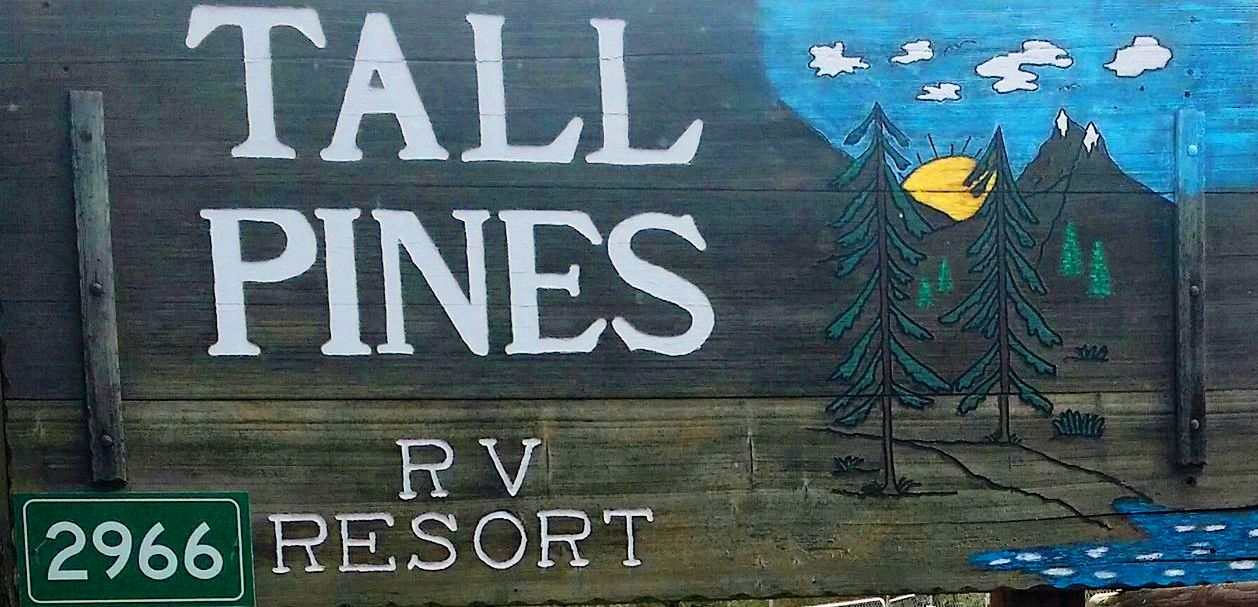 TALL
PINES
RV
RESORT
2966